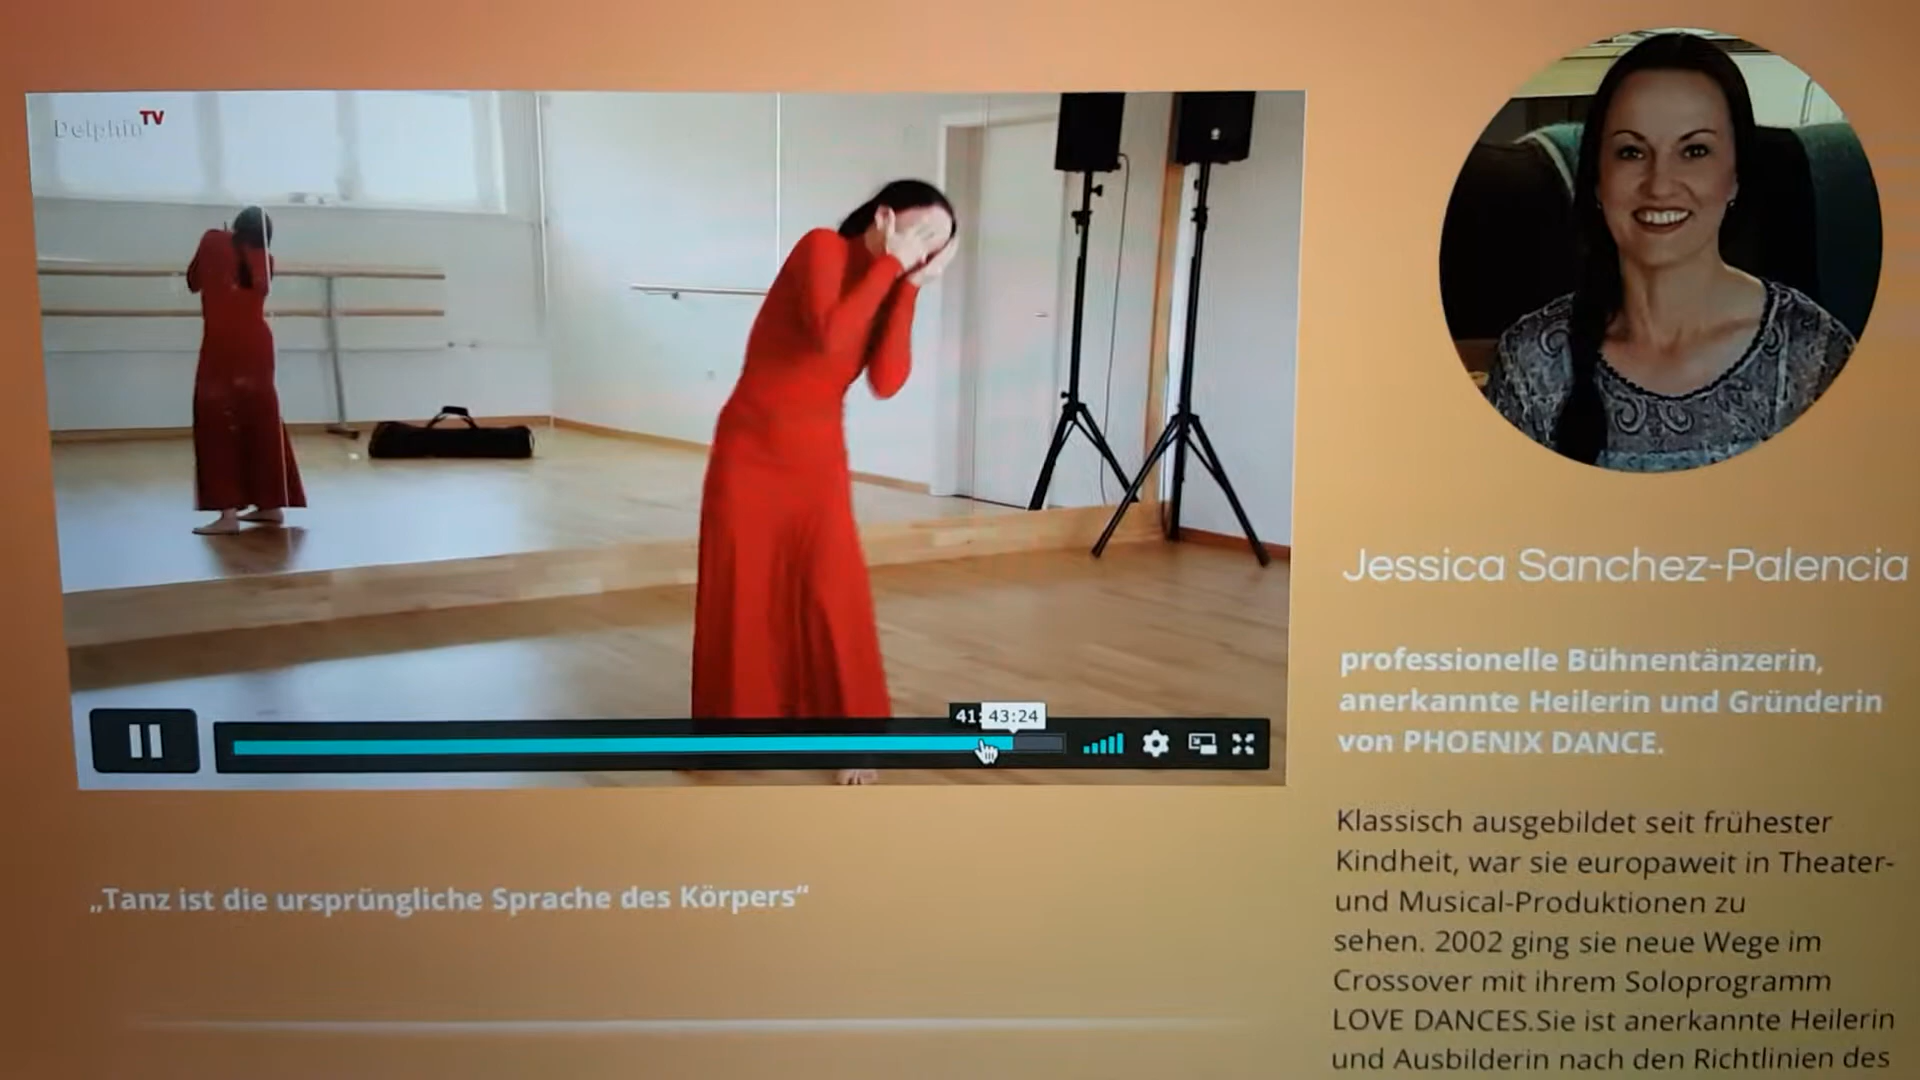 DelphinTV
41: 43:24
„Tanz ist die ursprüngliche Sprache des Körpers“
Jessica Sanchez-Palencia
professionelle Bühnentänzerin,
anerkannte Heilerin und Gründerin
von PHOENIX DANCE.
Klassisch ausgebildet seit frühester
Kindheit, war sie europaweit in Theater-
und Musical-Produktionen zu
sehen. 2002 ging sie neue Wege im
Crossover mit ihrem Soloprogramm
LOVE DANCES.Sie ist anerkannte Heilerin
und Ausbilderin nach den Richtlinien des